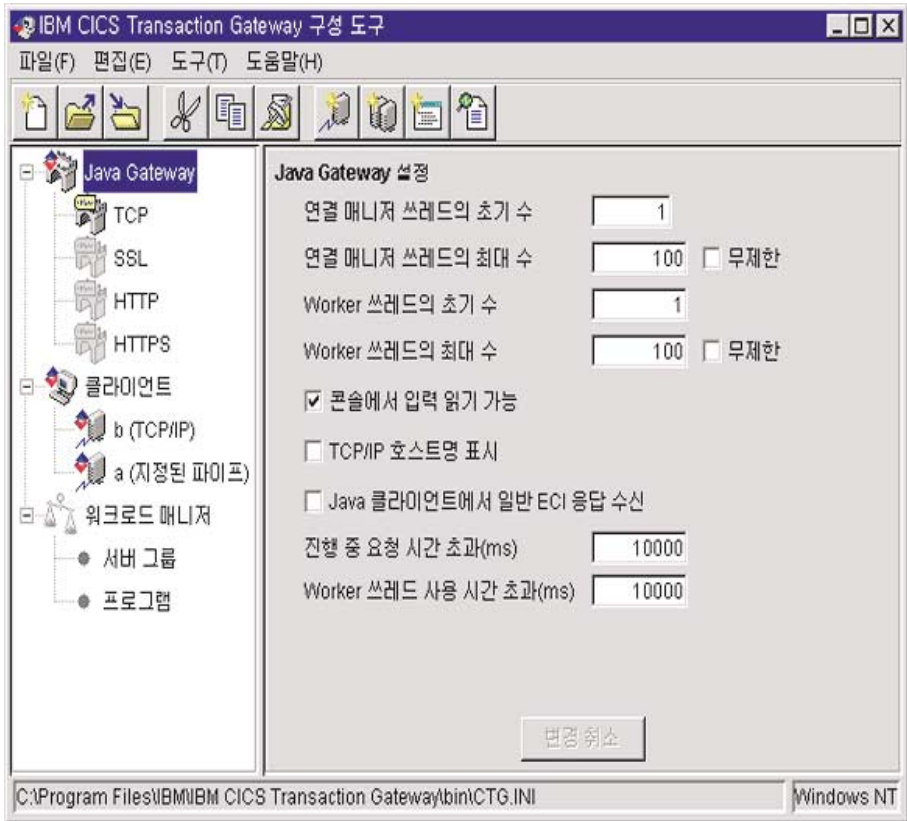 IBM CICS Transaction Gateway 구성 도구
파일(F) 편집(E) 도구(T) 도움말(H)
Java Gateway
TCP
SSL
HTTP
HTTPS
클라이언트
b (TCP/IP)
a (지정된 파이프)
워크로드 매니저
서버 그룹
프로그램
Java Gateway 설정
연결 매니저 쓰레드의 초기 수 1
연결 매니저 쓰레드의 최대 수 100 무제한
Worker 쓰레드의 초기 수 1
Worker 쓰레드의 최대 수 100 무제한
콘솔에서 입력 읽기 가능
TCP/IP 호스트명 표시
Java 클라이언트에서 일반 ECI 응답 수신
진행 중 요청 시간 초과(ms) 10000
Worker 쓰레드 사용 시간 초과(ms) 10000
변경 취소
C:\Program Files\IBM\IBM CICS Transaction Gateway\bin\CTG.INI
Windows NT